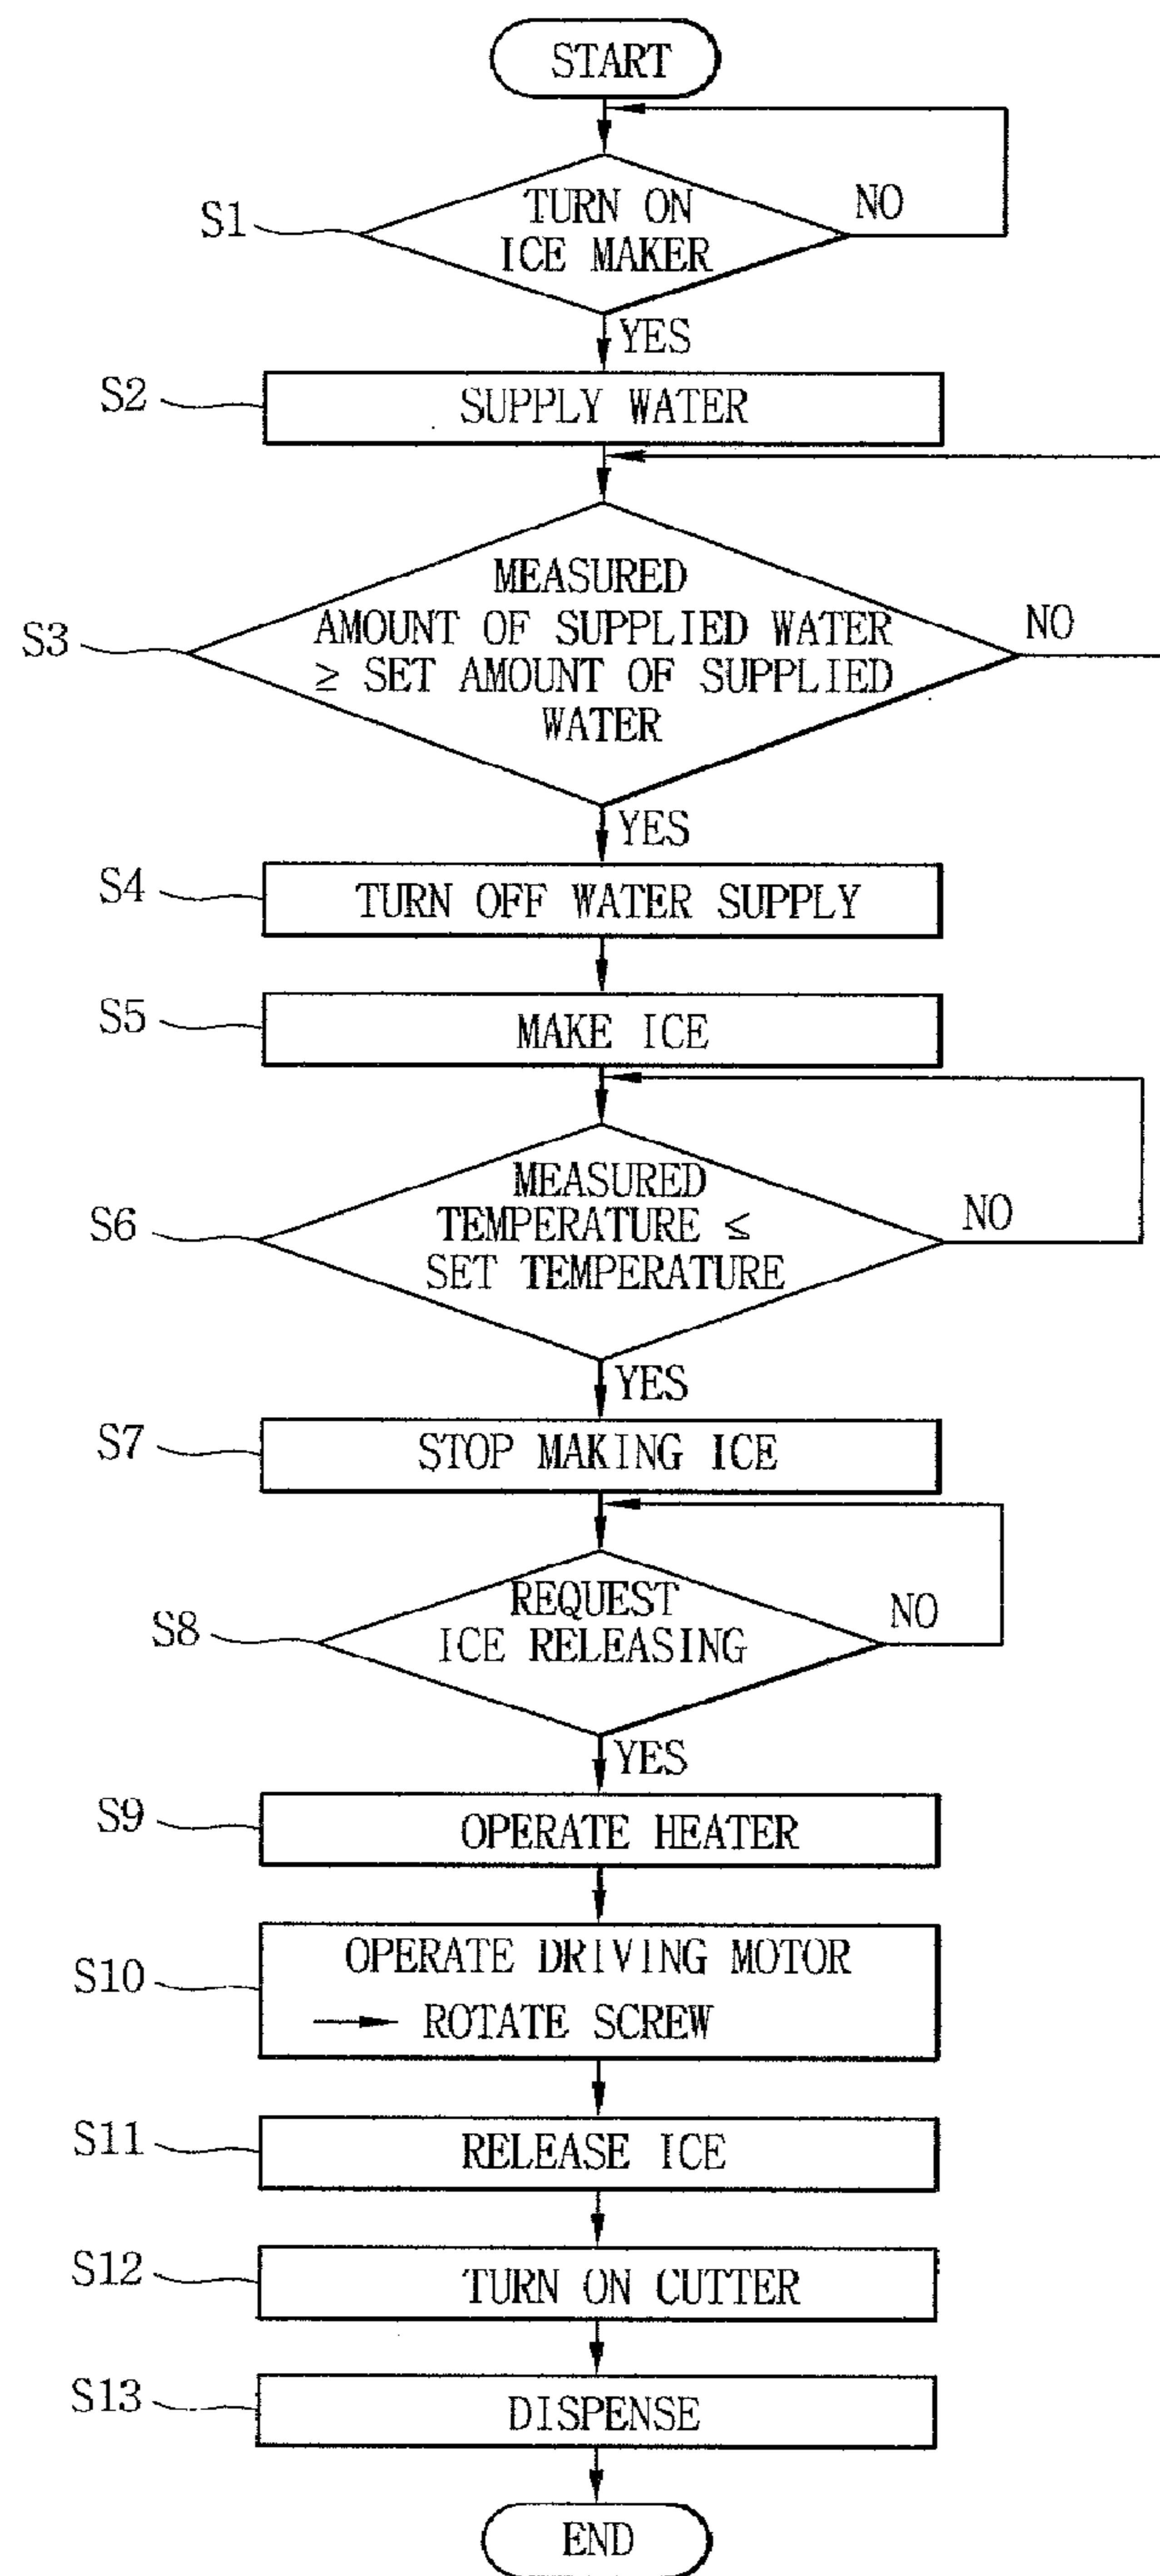 START
TURN ON
ICE MAKER
NO
S1
YES
S2
SUPPLY WATER
MEASURED
AMOUNT OF SUPPLIED WATER
≥ SET AMOUNT OF SUPPLIED
WATER
NO
S3
YES
S4
TURN OFF WATER SUPPLY
S5
MAKE ICE
MEASURED
TEMPERATURE ≤
SET TEMPERATURE
NO
S6
YES
S7
STOP MAKING ICE
REQUEST
ICE RELEASING
NO
S8
YES
S9
OPERATE HEATER
S10
OPERATE DRIVING MOTOR
→ ROTATE SCREW
S11
RELEASE ICE
S12
TURN ON CUTTER
S13
DISPENSE
END